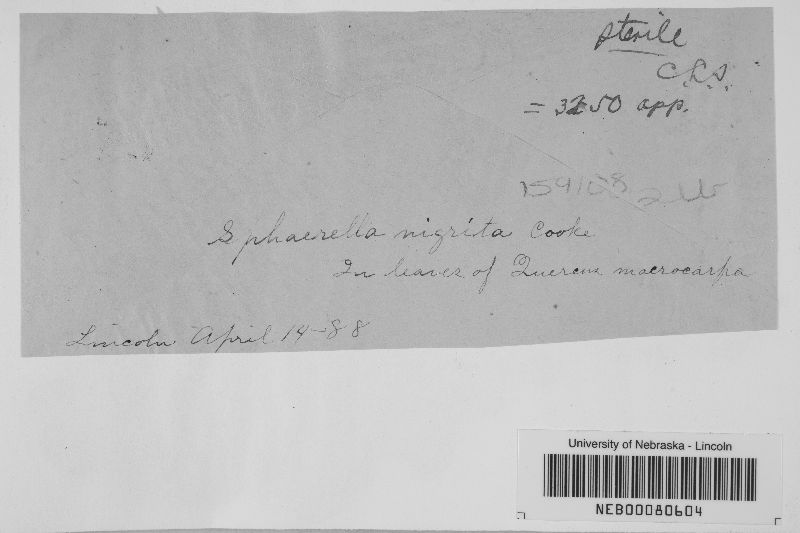 sterile
C.L.S.
= 3250 app.
159108
Sphaerella nigrita Cooke
In leaves of Quercus macrocarpa
Lincoln April 14-88
University of Nebraska - Lincoln
NEB00080604